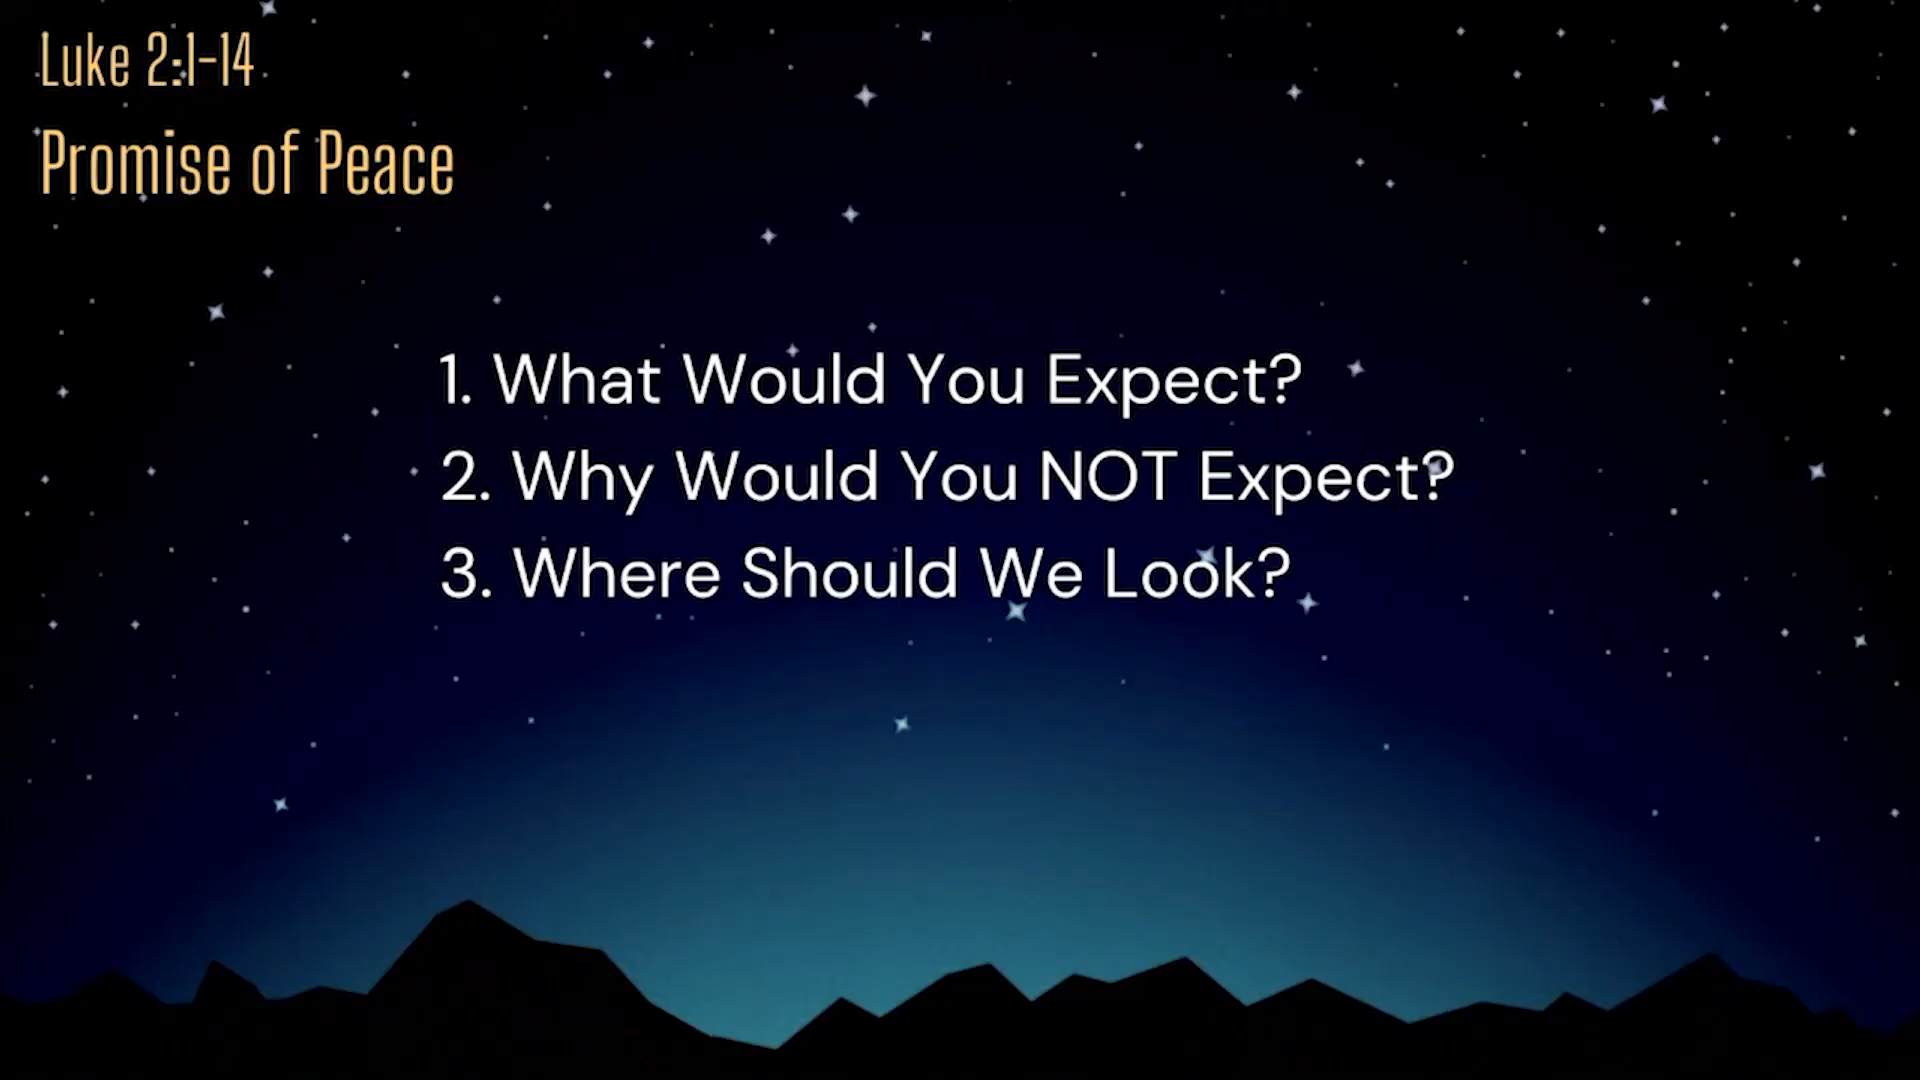 Luke 2:1-14
Promise of Peace
1. What Would You Expect?
2. Why Would You NOT Expect?
3. Where Should We Look?